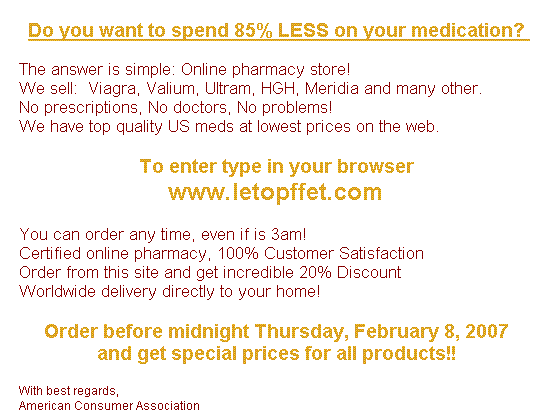 Do you want to spend 85% LESS on your medication?
The answer is simple: Online pharmacy store!
We sell:  Viagra, Valium, Ultram, HGH, Meridia and many other.
No prescriptions, No doctors, No problems!
We have top quality US meds at lowest prices on the web.
To enter type in your browser
www.letopffet.com
You can order any time, even if is 3am!
Certified online pharmacy, 100% Customer Satisfaction
Order from this site and get incredible 20% Discount
Worldwide delivery directly to your home!
Order before midnight Thursday, February 8, 2007
and get special prices for all products!!
With best regards,
American Consumer Association